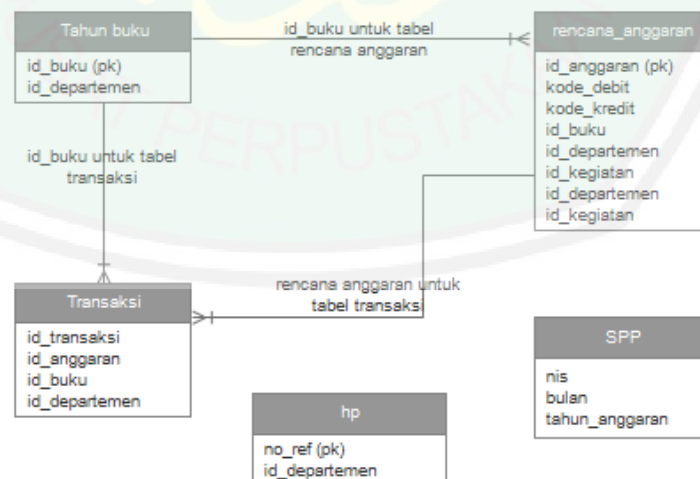 Tahun buku
id_buku (pk)
id_departemen
id_buku untuk tabel
rencana anggaran
rencana_anggaran
id_anggaran (pk)
kode_debit
kode_kredit
id_buku
id_departemen
id_kegiatan
id_departemen
id_kegiatan
id_buku untuk tabel
transaksi
PERPUSTAKA
rencana anggaran untuk
tabel transaksi
Transaksi
id_transaksi
id_anggaran
id_buku
id_departemen
SPP
nis
bulan
tahun_anggaran
hp
no_ref (pk)
id_departemen